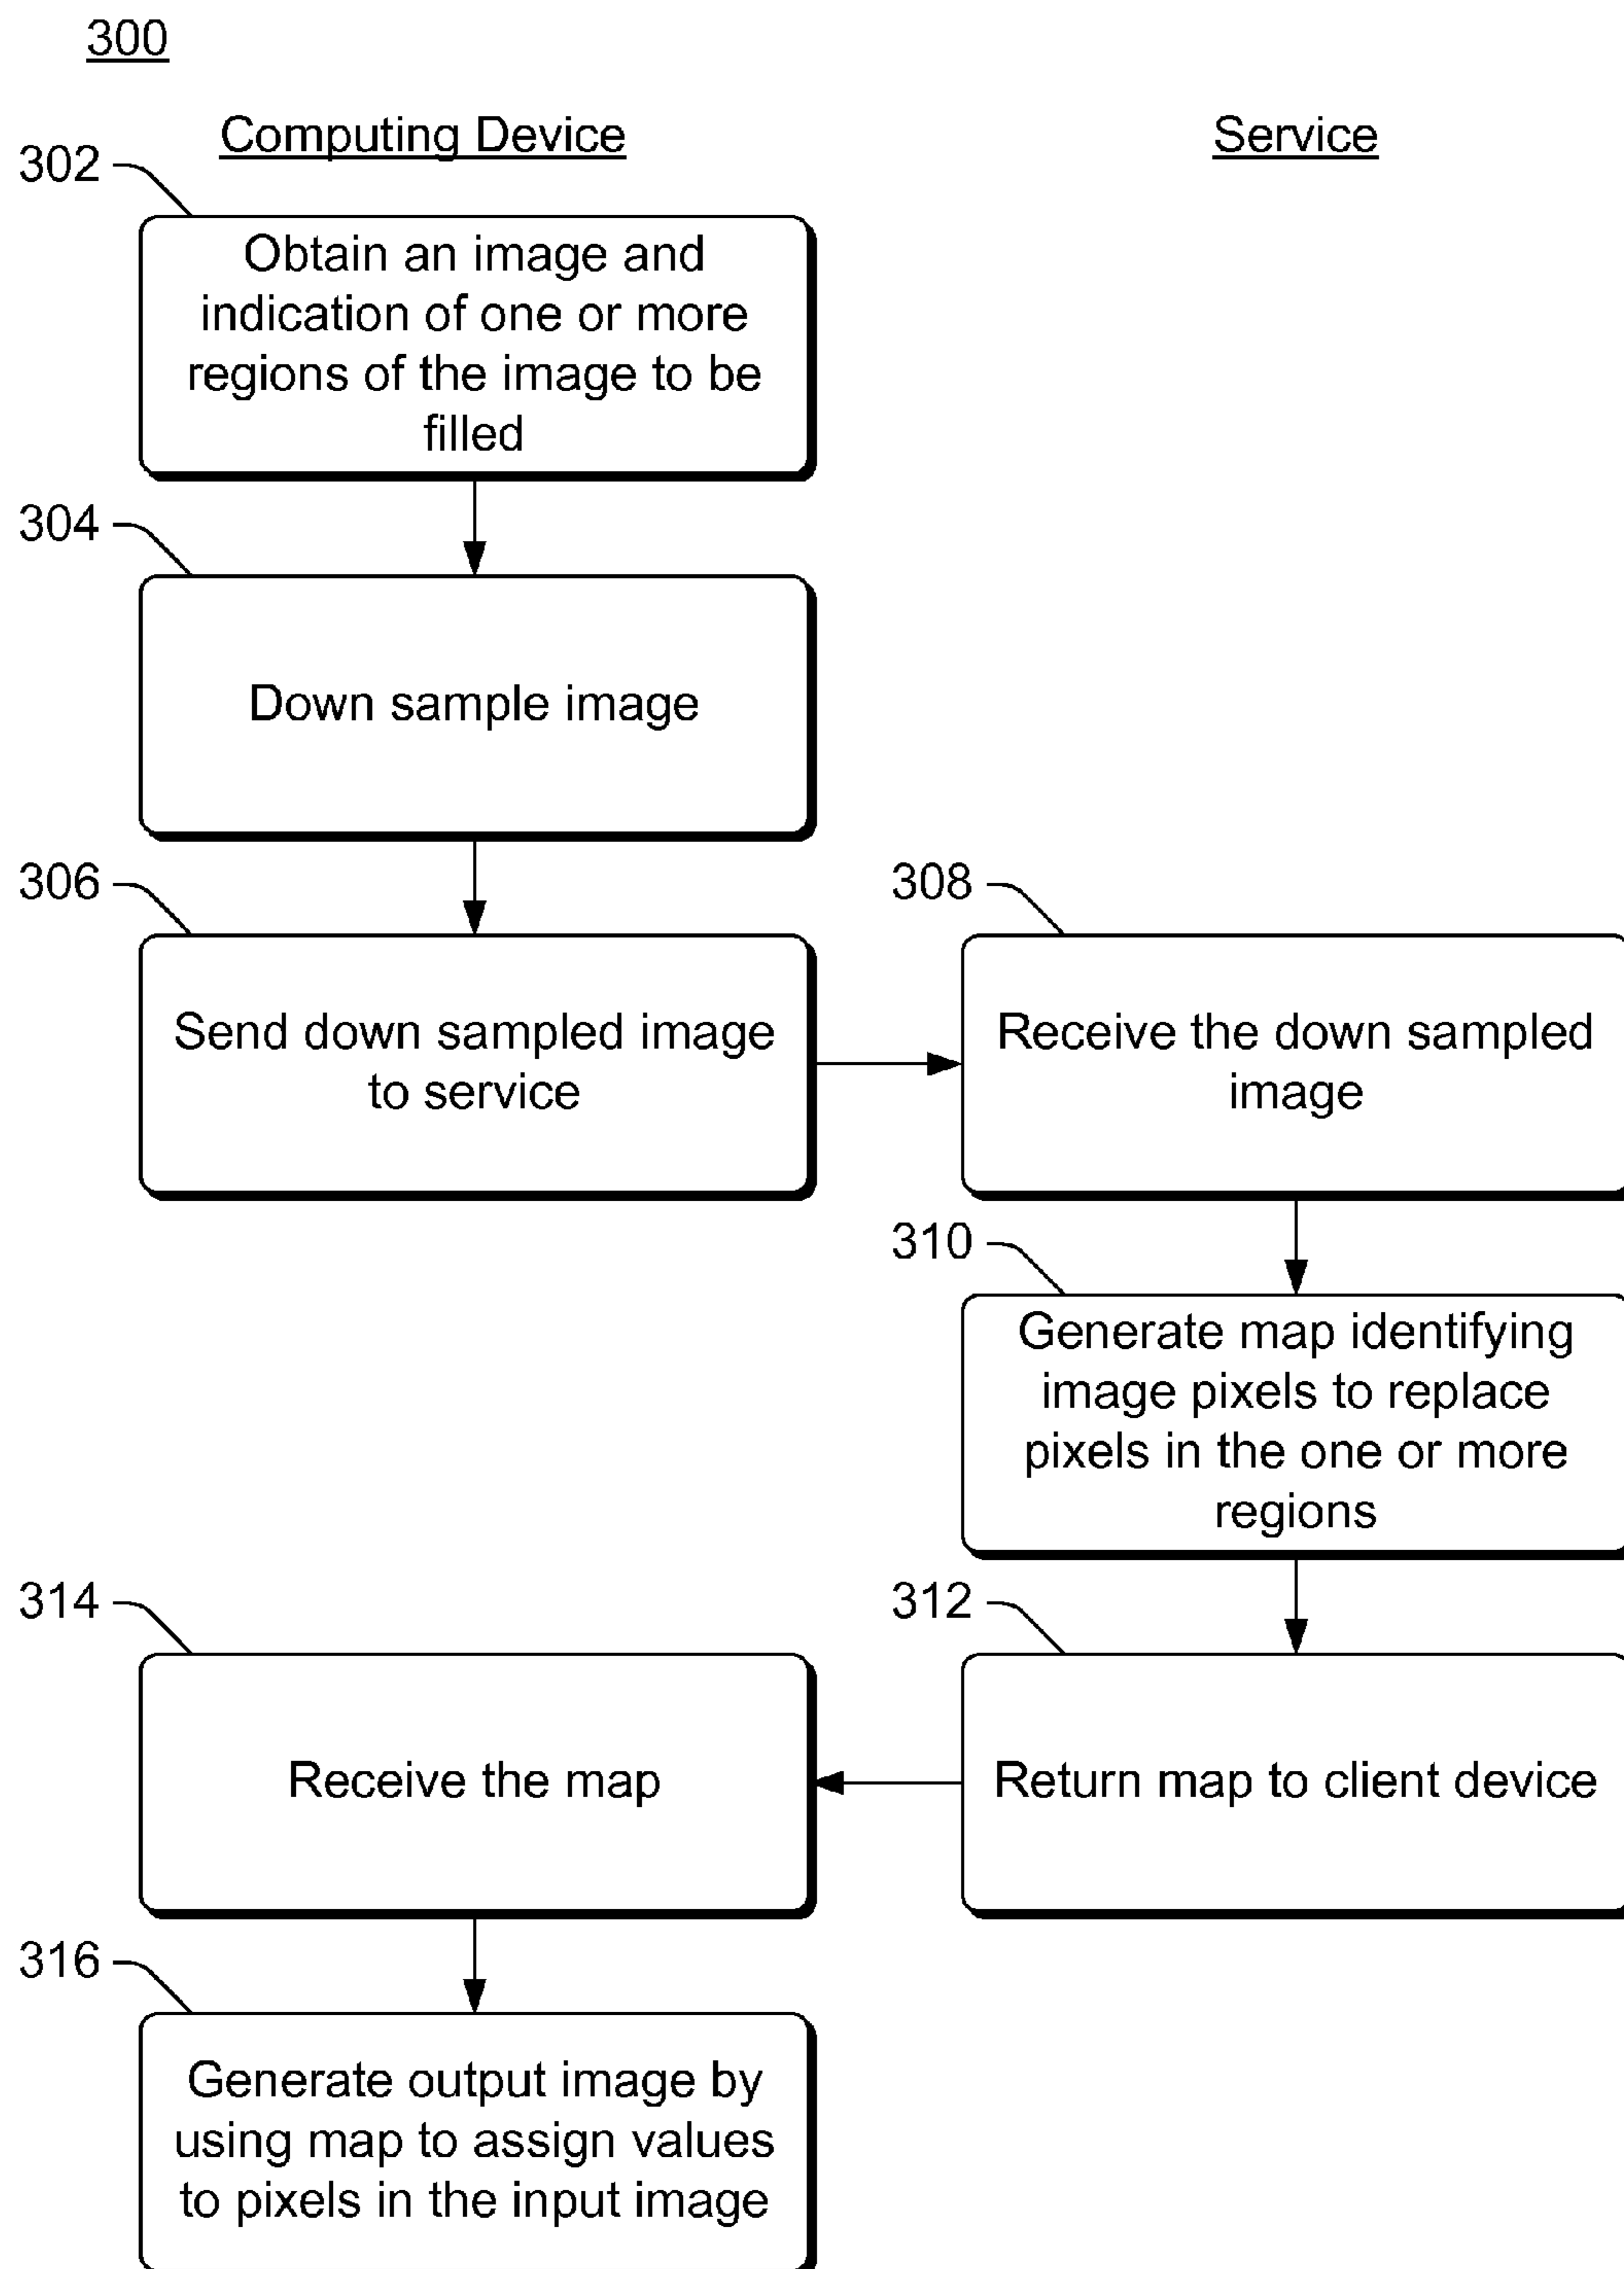 300
Computing Device
Service
302
Obtain an image and
indication of one or more
regions of the image to be
filled
304
Down sample image
306
Send down sampled image
to service
308
Receive the down sampled
image
310
Generate map identifying
image pixels to replace
pixels in the one or more
regions
312
Return map to client device
314
Receive the map
316
Generate output image by
using map to assign values
to pixels in the input image